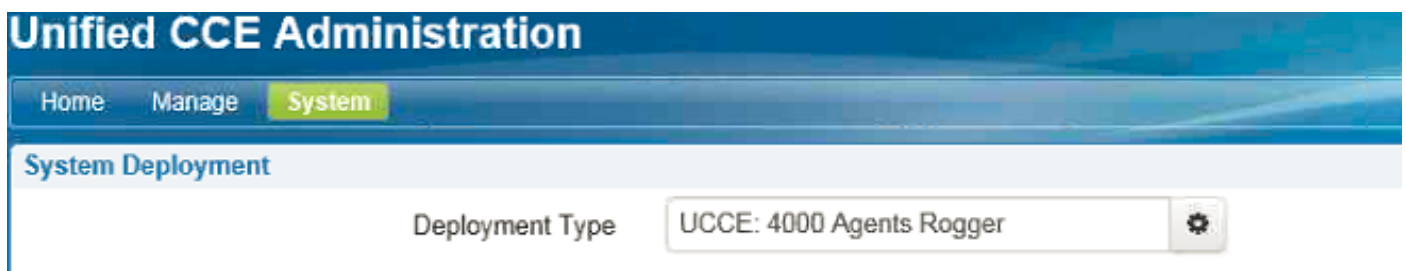 Unified CCE Administration
Home Manage System
System Deployment
Deployment Type UCCE: 4000 Agents Rogger